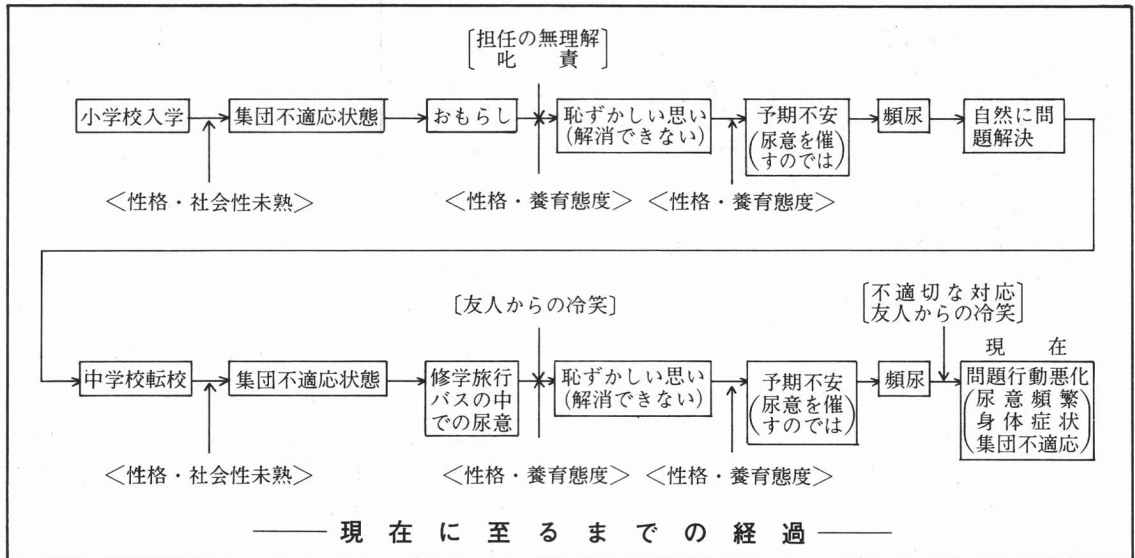 〔担任の無理解
叱責〕
小学校入学
集団不適応状態
おもらし
恥ずかしい思い
(解消できない)
予期不安
(尿意を催
すのでは)
頻尿
自然に問
題解決
＜性格・社会性未熟＞
＜性格・養育態度＞
＜性格・養育態度＞
〔友人からの冷笑〕
〔不適切な対応
友人からの冷笑〕
現在
中学校転校
集団不適応状態
修学旅行
バスの中
での尿意
恥ずかしい思い
(解消できない)
予期不安
(尿意を催
すのでは)
頻尿
問題行動悪化
(尿意頻繁
身体症状
集団不適応)
＜性格・社会性未熟＞
＜性格・養育態度＞
＜性格・養育態度＞
現在に至るまでの経過